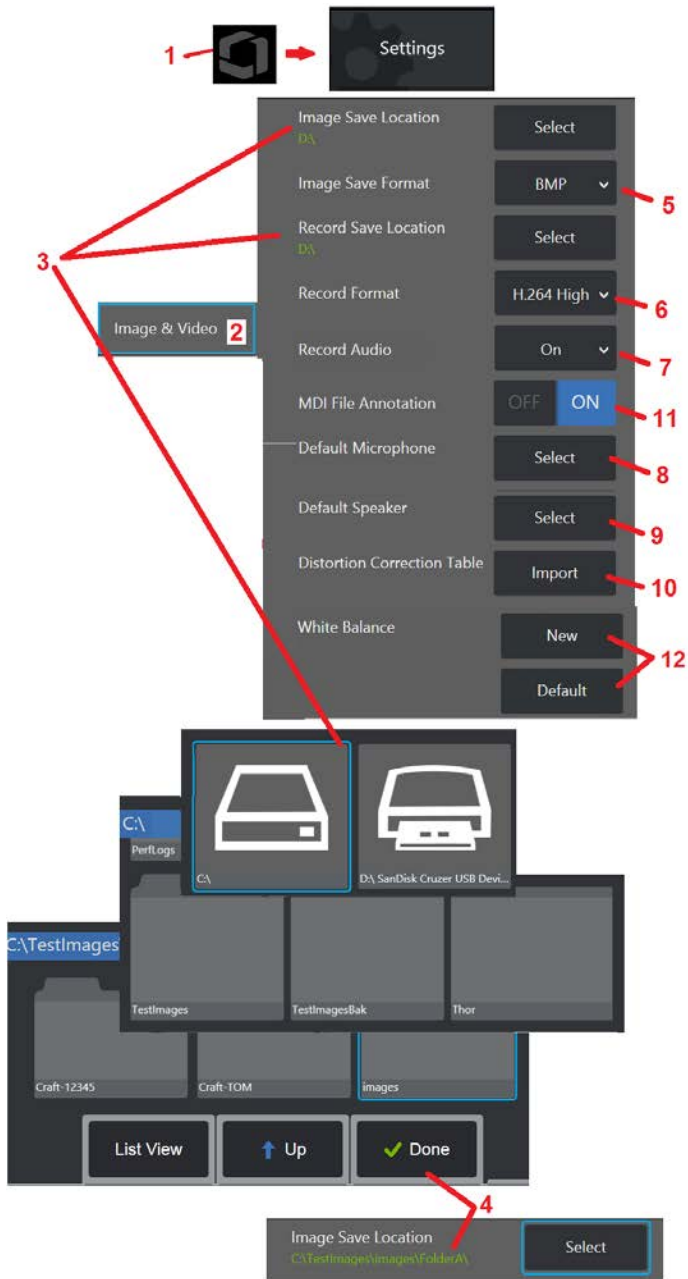 1
Settings
Image Save Location
D:\
Select
Image Save Format
BMP
5
3
Record Save Location
D:\
Select
Record Format
H.264 High
6
Image & Video 2
Record Audio
On
7
MDI File Annotation
OFF ON
11
Default Microphone
Select
8
Default Speaker
Select
9
Distortion Correction Table
Import
10
White Balance
New
12
Default
C:\
PerfLogs
C:\
D:\ SanDisk Cruzer USB Devi...
C:\TestImages
TestImages
TestImagesBak
Thor
Craft-12345
Craft-TOM
images
List View
Up
Done
4
Image Save Location
C:\TestImages\images\FolderA\
Select